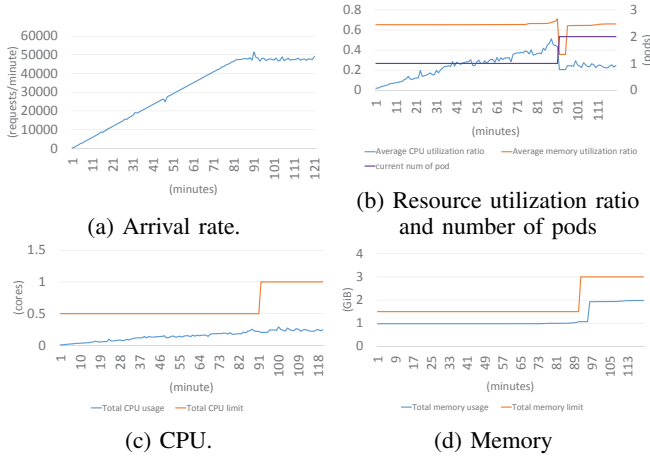 60000
50000
40000
30000
20000
10000
0
(requests/minute)
1 11 21 31 41 51 61 71 81 91 101 111 121
(minutes)
(a) Arrival rate.
0.8
0.6
0.4
0.2
0
3
2
1
0
(pods)
1 11 21 31 41 51 61 71 81 91 101 111
(minutes)
Average CPU utilization ratio
Average memory utilization ratio
current num of pod
(b) Resource utilization ratio
and number of pods
1.5
1
0.5
0
(cores)
1 10 19 28 37 46 55 64 73 82 91 100 109 118
(minute)
Total CPU usage
Total CPU limit
(c) CPU.
4
3
2
1
0
(GiB)
1 9 17 25 33 41 49 57 65 73 81 89 97 105 113
(minutes)
Total memory usage
Total memory limit
(d) Memory